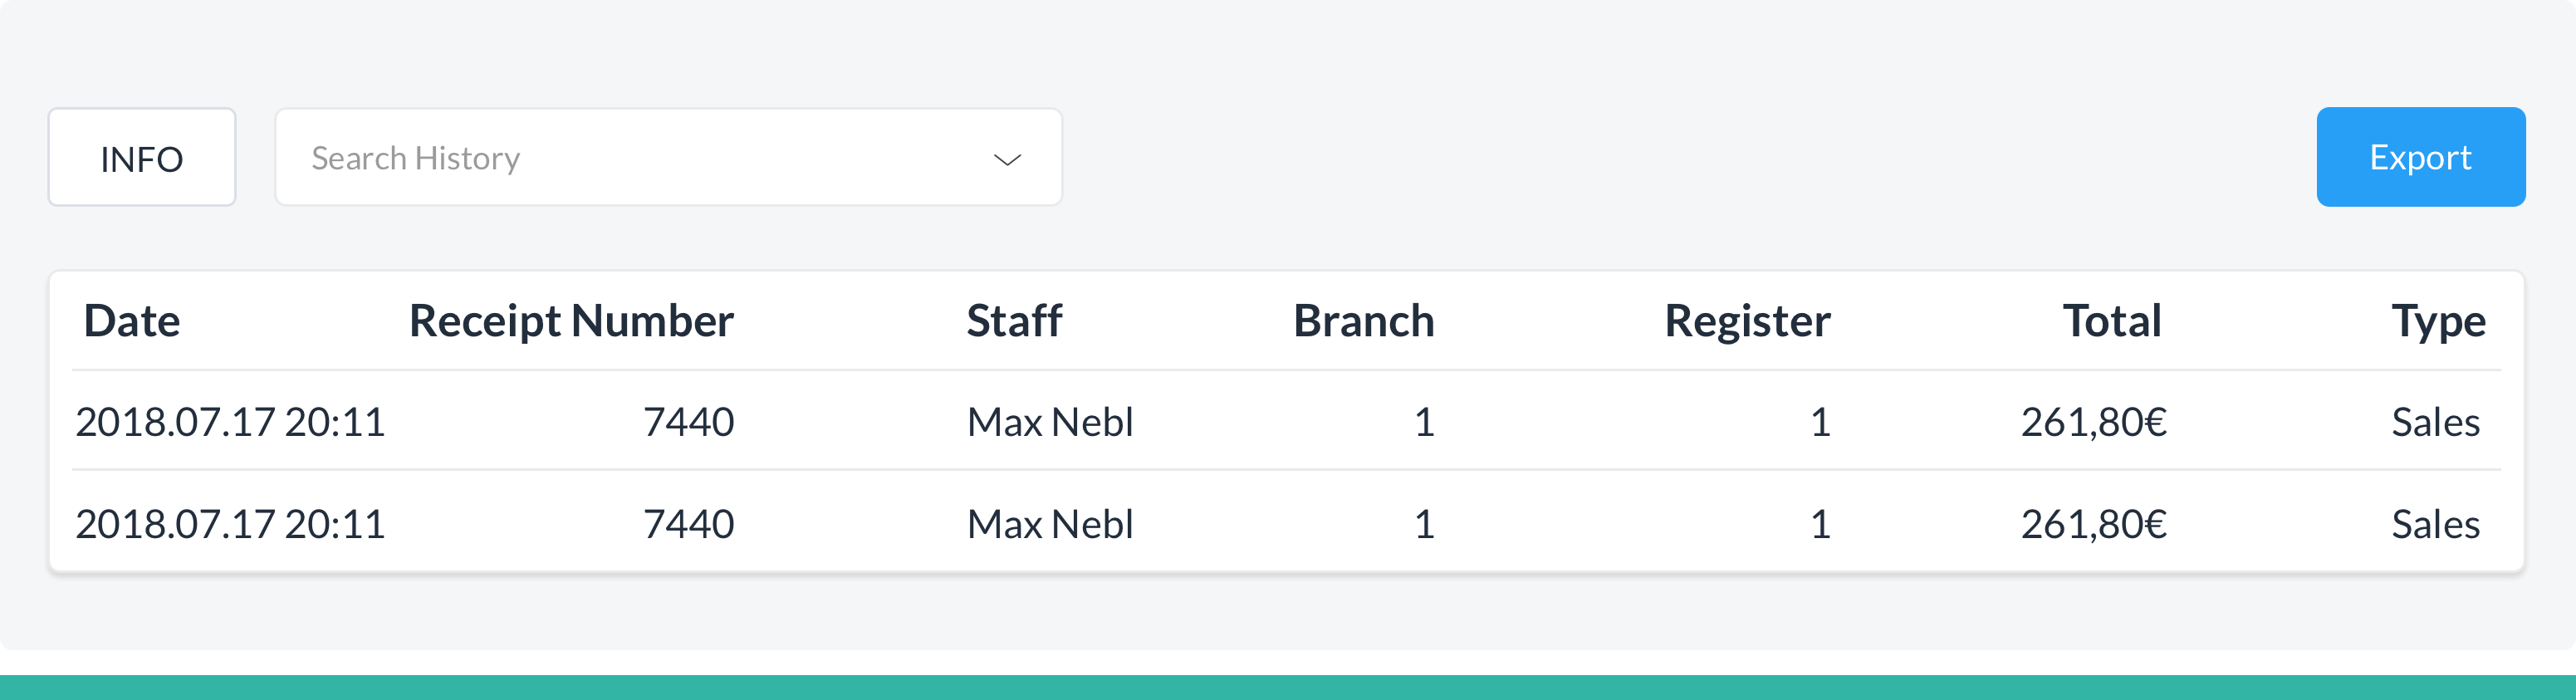 INFO Search History Export
Date Receipt Number Staff Branch Register Total Type
2018.07.17 20:11 7440 Max Nebl 1 1 261,80€ Sales
2018.07.17 20:11 7440 Max Nebl 1 1 261,80€ Sales